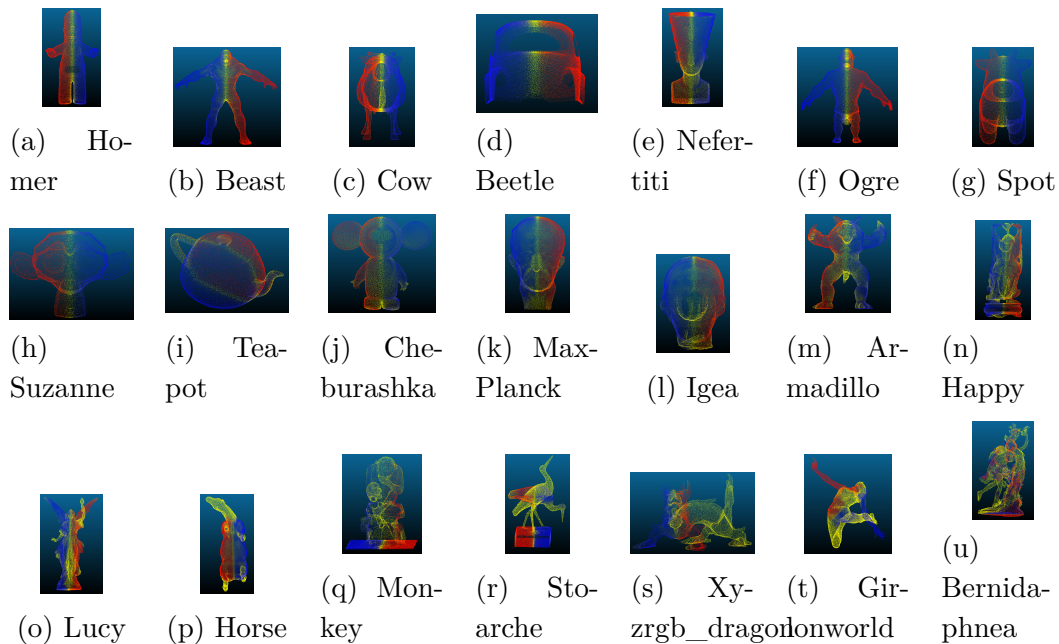 (a) Ho-
mer
(b) Beast
(c) Cow
(d)
Beetle
(e) Nefer-
titi
(f) Ogre
(g) Spot
(h)
Suzanne
(i) Tea-
pot
(j) Che-
burashka
(k) Max-
Planck
(l) Igea
(m) Ar-
madillo
(n)
Happy
(o) Lucy
(p) Horse
(q) Mon-
key
(r) Sto-
arche
(s) Xy-
zrgb_dragon
(t) Gir-
lonworld
(u)
Bernida-
phnea